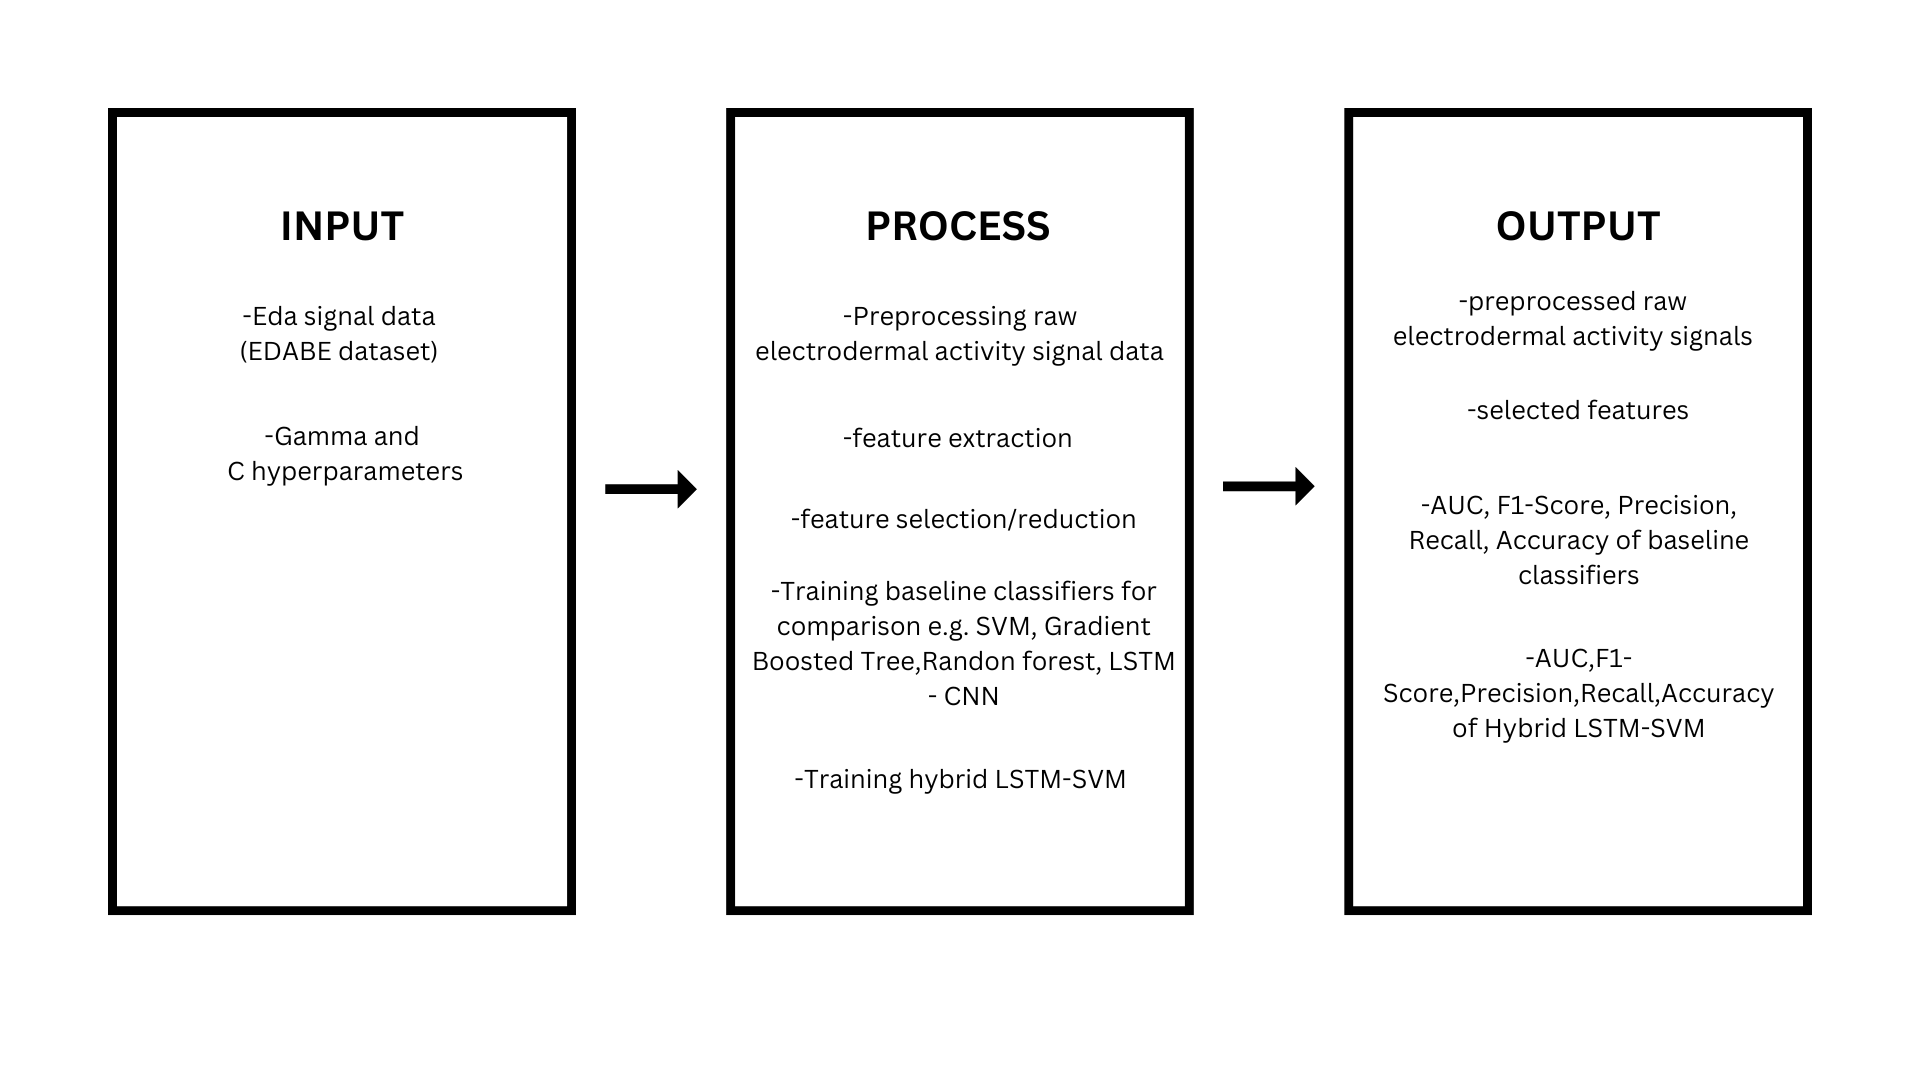 INPUT
-Eda signal data
(EDABE dataset)
-Gamma and
C hyperparameters
PROCESS
-Preprocessing raw
electrodermal activity signal data
-feature extraction
-feature selection/reduction
-Training baseline classifiers for
comparison e.g. SVM, Gradient
Boosted Tree,Randon forest, LSTM
- CNN
-Training hybrid LSTM-SVM
OUTPUT
-preprocessed raw
electrodermal activity signals
-selected features
-AUC, F1-Score, Precision,
Recall, Accuracy of baseline
classifiers
-AUC,F1-
Score,Precision,Recall,Accuracy
of Hybrid LSTM-SVM